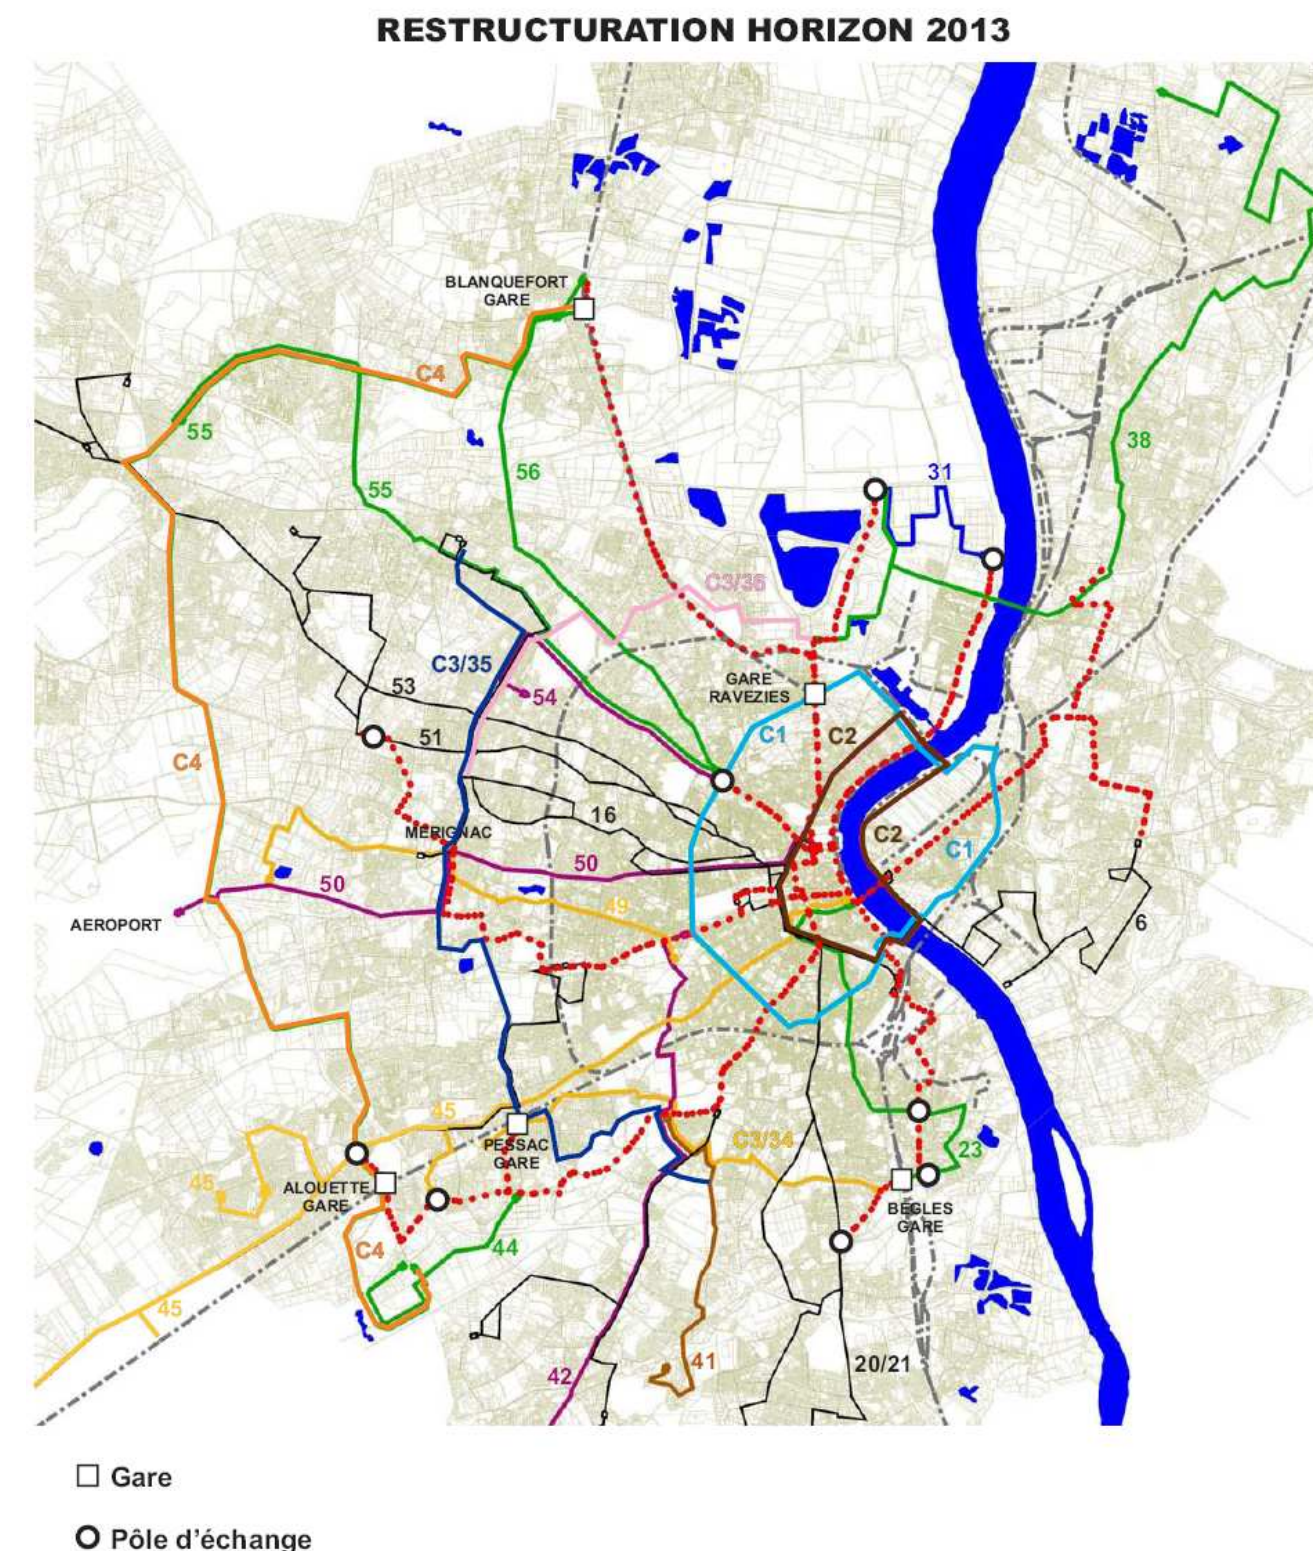 RESTRUCTURATION HORIZON 2013
BLANQUEFORT
GARE
C4
55
38
31
56
55
C3/36
C3/35
GARE
RAVEZIES
53
54
C1
C2
51
C4
16
MERIGNAC
C2
C1
50
50
49
AEROPORT
6
45
C3/34
PESSAC
GARE
23
45
ALOUETTE
GARE
BEGLES
GARE
C4
44
45
41
20/21
42
Gare
Pôle d'échange